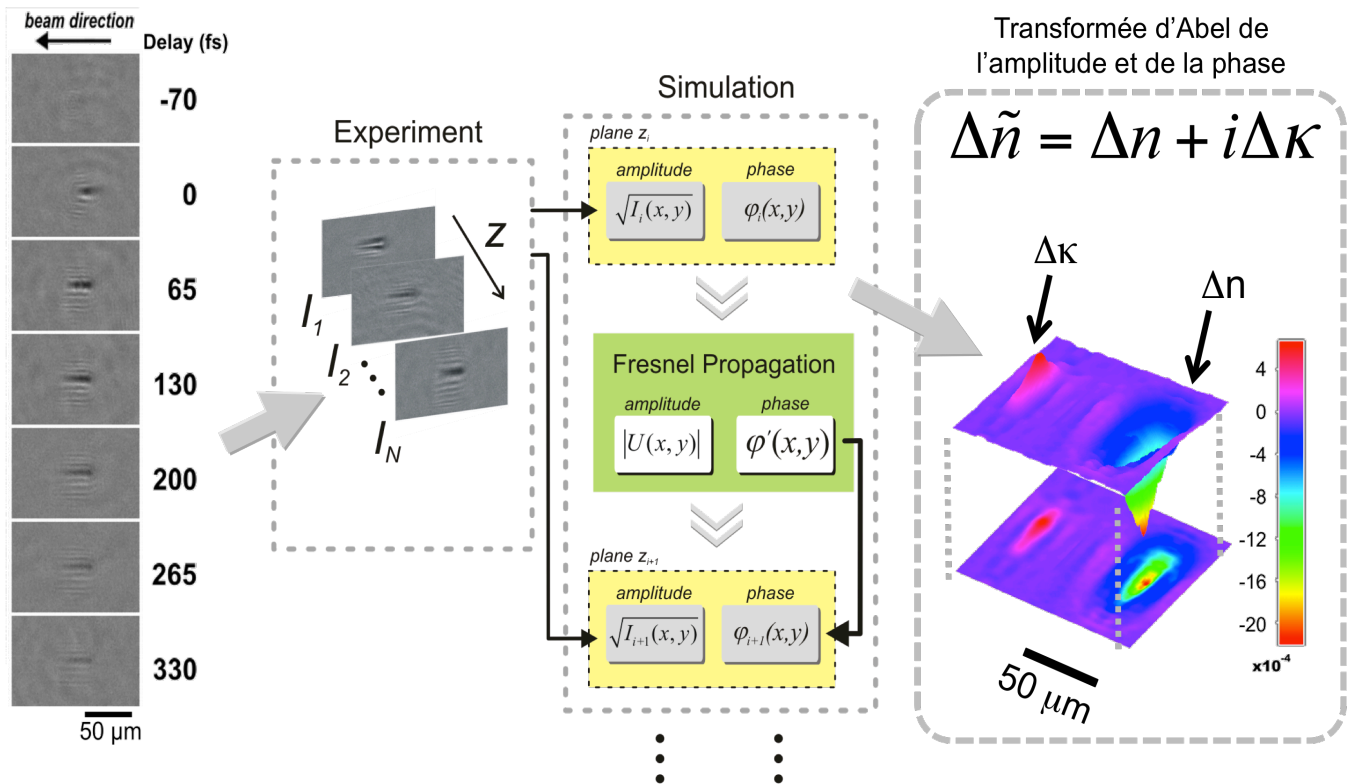 beam direction
Delay (fs)
-70
0
65
130
200
265
330
50 µm
Experiment
z
I1
I2
IN
Simulation
plane zi
amplitude
phase
√Ii(x, y)
φi(x,y)
Fresnel Propagation
amplitude
phase
|U(x, y)|
φ'(x,y)
plane zi+1
amplitude
phase
√Ii+1(x, y)
φi+1(x,y)
Transformée d'Abel de
l'amplitude et de la phase
Δñ = Δn + iΔκ
Δκ
Δn
4
0
-4
-8
-12
-16
-20
x10-4
50 µm